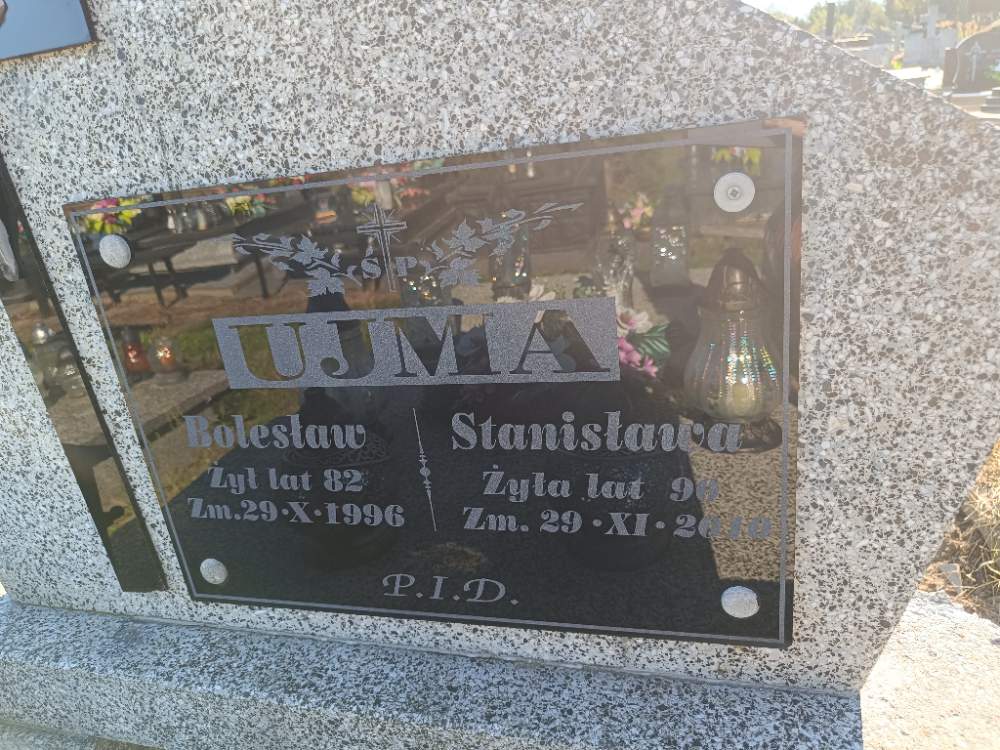 Ś P
UJMA
Bolesław
Żył lat 82
Zm. 29·X·1996
Stanisława
Żyła lat 90
Zm. 29·XI·2010
P.I.D.